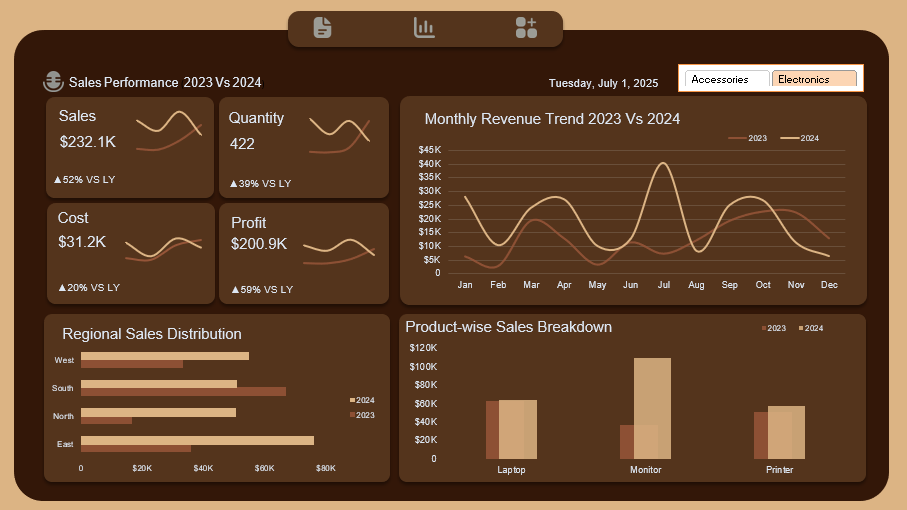 Sales Performance 2023 Vs 2024
Tuesday, July 1, 2025
Accessories
Electronics
Sales
$232.1K
▲52% VS LY
Quantity
422
▲39% VS LY
Cost
$31.2K
▲20% VS LY
Profit
$200.9K
▲59% VS LY
Monthly Revenue Trend 2023 Vs 2024
2023 2024
$45K
$40K
$35K
$30K
$25K
$20K
$15K
$10K
$5K
0
Jan Feb Mar Apr May Jun Jul Aug Sep Oct Nov Dec
Regional Sales Distribution
West
South
North
East
2024
2023
0 $20K $40K $60K $80K
Product-wise Sales Breakdown
2023 2024
$120K
$100K
$80K
$60K
$40K
$20K
0
Laptop Monitor Printer